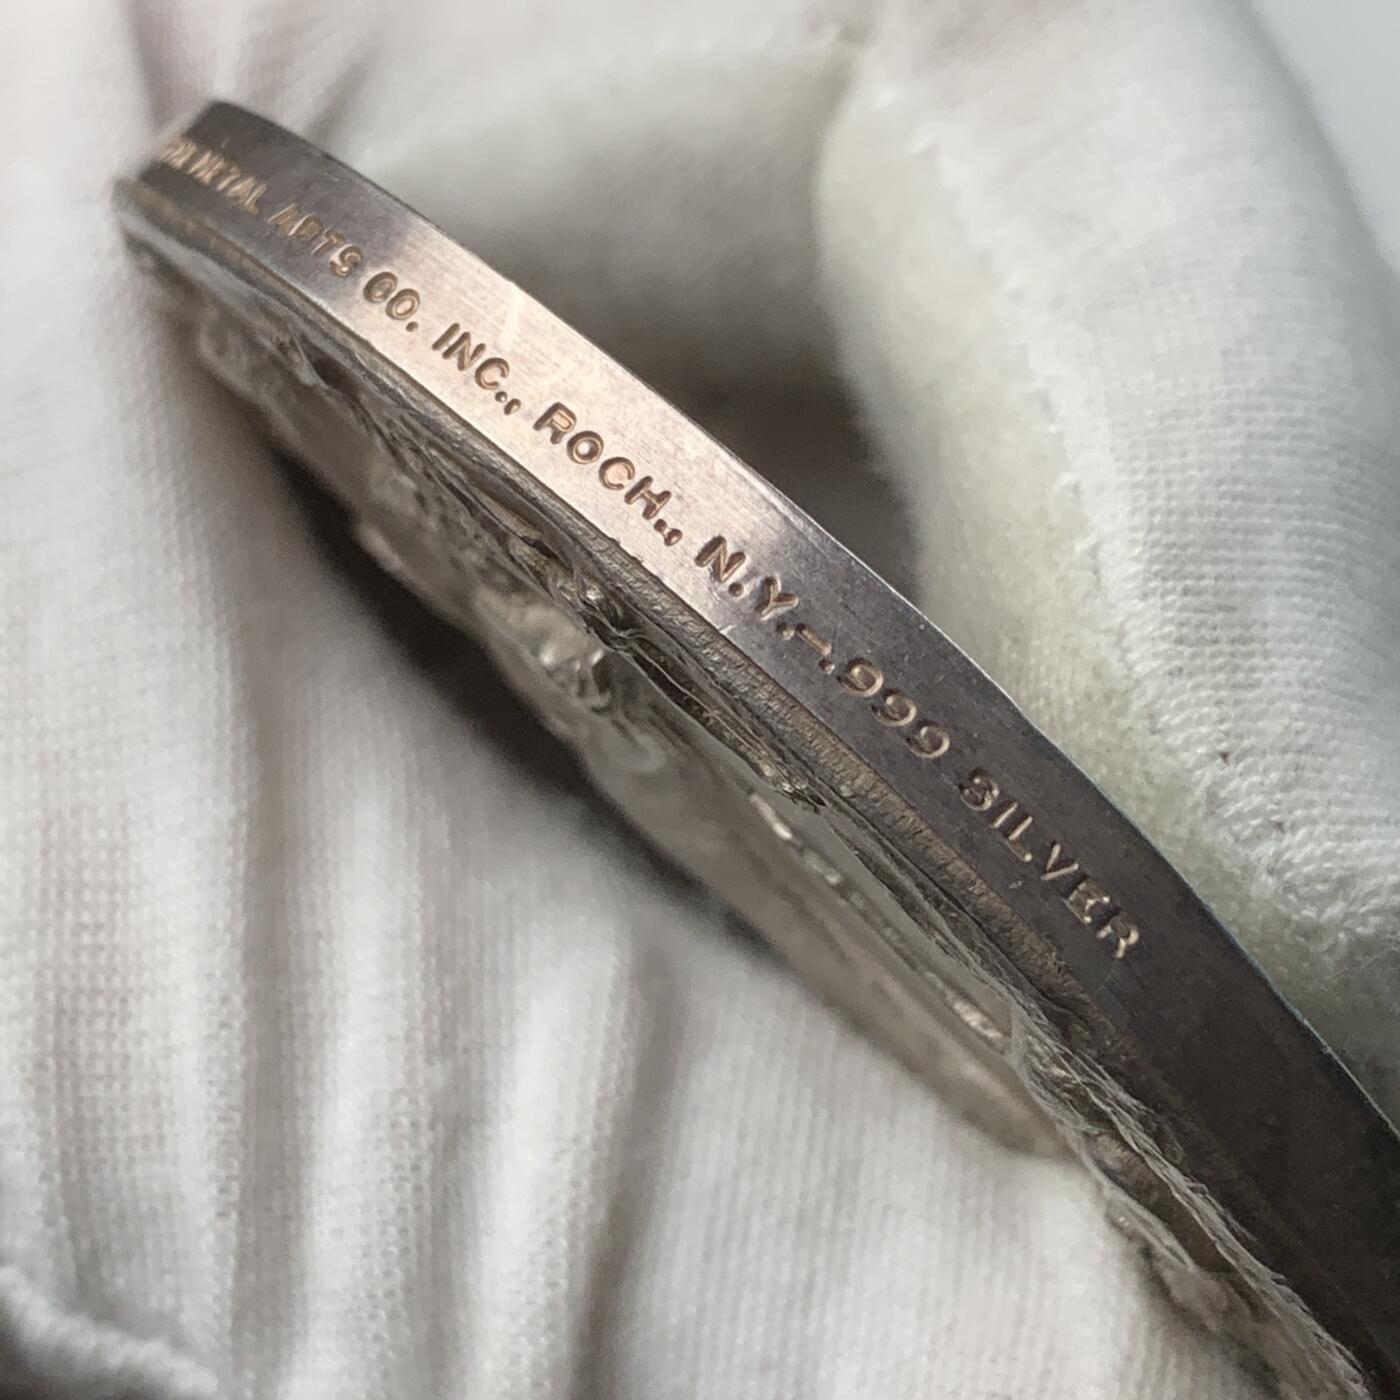 METAL ARTS CO. INC., ROCH., N.Y.-.999 SILVER